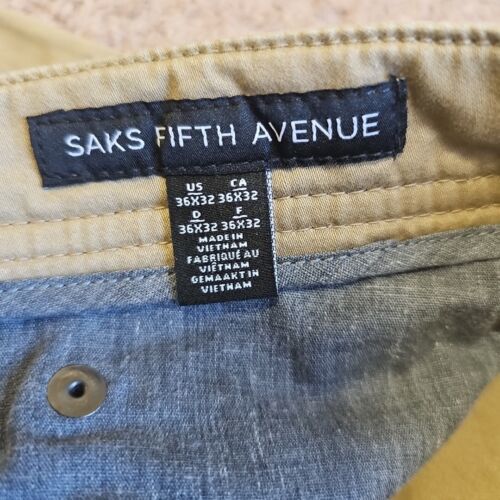 SAKS FIFTH AVENUE
US CA
36X32 36X32
D F
36X32 36X32
MADE IN
VIETNAM
FABRIQUÉ AU
VIÊTNAM
GEMAAKT IN
VIETNAM